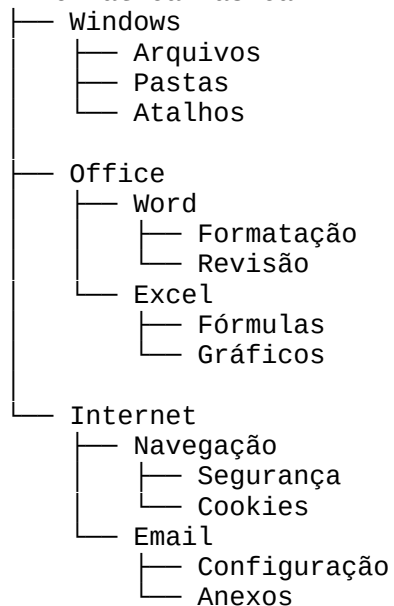 ├── Windows
│   ├── Arquivos
│   ├── Pastas
│   └── Atalhos
│
├── Office
│   ├── Word
│   │   ├── Formatação
│   │   └── Revisão
│   └── Excel
│       ├── Fórmulas
│       └── Gráficos
│
└── Internet
    ├── Navegação
    │   ├── Segurança
    │   └── Cookies
    └── Email
        ├── Configuração
        └── Anexos